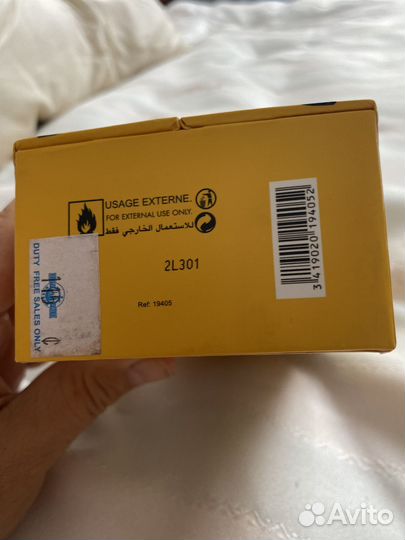 USAGE EXTERNE.
FOR EXTERNAL USE ONLY.
للاستعمال الخارجي فقط
2L301
Ref: 19405
3 419020 194052
DUTY FREE SALES ONLY
Avito